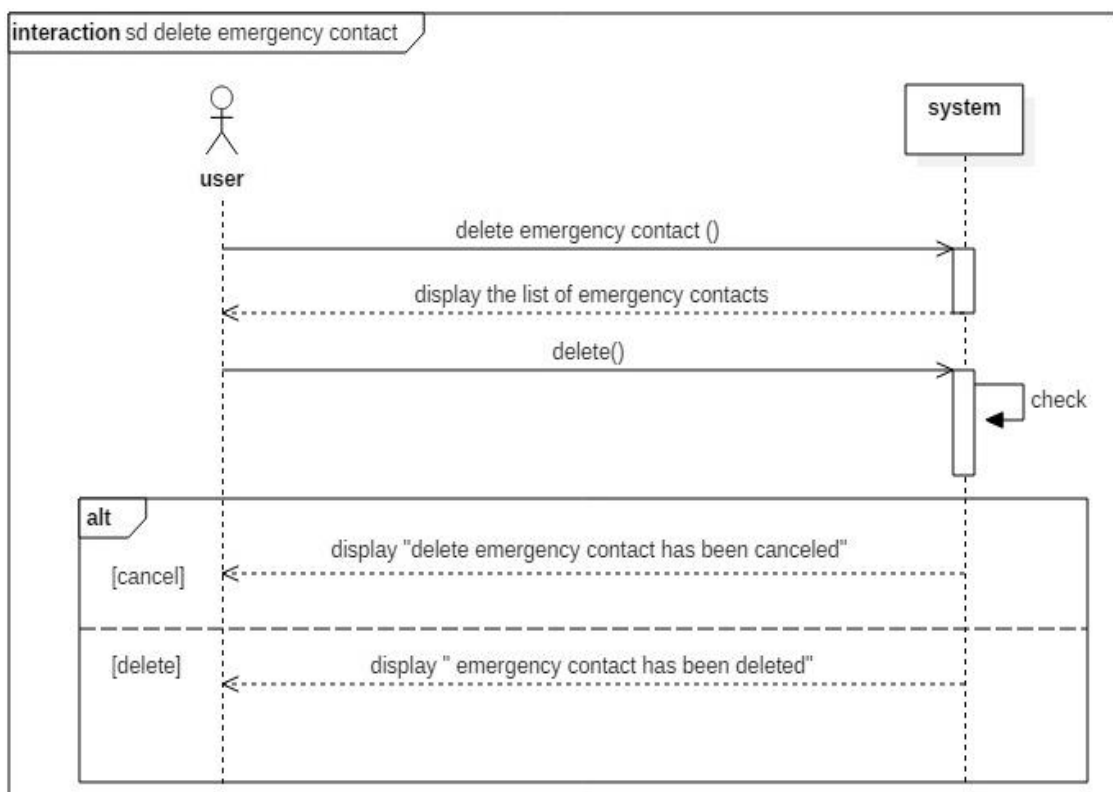 interaction sd delete emergency contact
system
user
delete emergency contact ()
display the list of emergency contacts
delete()
check
alt
display "delete emergency contact has been canceled"
[cancel]
[delete]
display " emergency contact has been deleted"